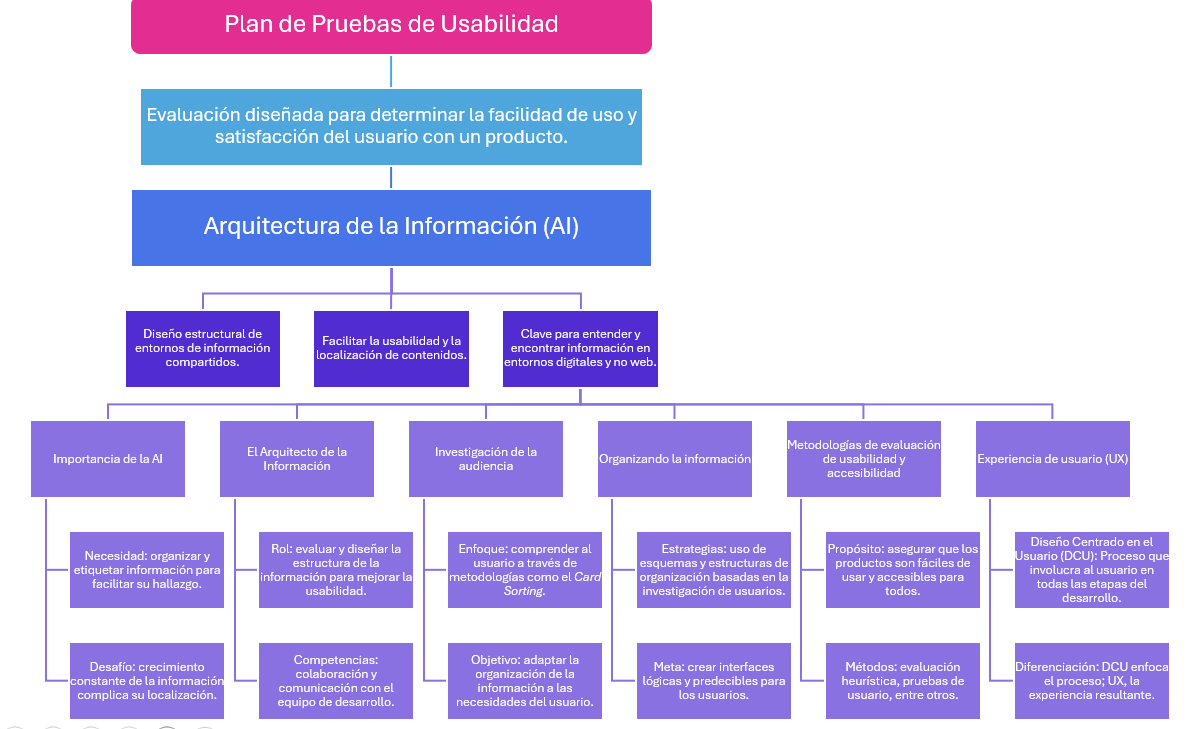 Plan de Pruebas de Usabilidad
Evaluación diseñada para determinar la facilidad de uso y
satisfacción del usuario con un producto.
Arquitectura de la Información (AI)
Diseño estructural de
entornos de información
compartidos.
Facilitar la usabilidad y la
localización de contenidos.
Clave para entender y
encontrar información en
entornos digitales y no web.
Importancia de la AI
El Arquitecto de la
Información
Investigación de la
audiencia
Organizando la información
Metodologías de evaluación
de usabilidad y
accesibilidad
Experiencia de usuario (UX)
Necesidad: organizar y
etiquetar información para
facilitar su hallazgo.
Rol: evaluar y diseñar la
estructura de la
información para mejorar la
usabilidad.
Enfoque: comprender al
usuario a través de
metodologías como el Card
Sorting.
Estrategias: uso de
esquemas y estructuras de
organización basadas en la
investigación de usuarios.
Propósito: asegurar que los
productos son fáciles de
usar y accesibles para
todos.
Diseño Centrado en el
Usuario (DCU): Proceso que
involucra al usuario en
todas las etapas del
desarrollo.
Desafío: crecimiento
constante de la información
complica su localización.
Competencias:
colaboración y
comunicación con el
equipo de desarrollo.
Objetivo: adaptar la
organización de la
información a las
necesidades del usuario.
Meta: crear interfaces
lógicas y predecibles para
los usuarios.
Métodos: evaluación
heurística, pruebas de
usuario, entre otros.
Diferenciación: DCU enfoca
el proceso; UX, la
experiencia resultante.